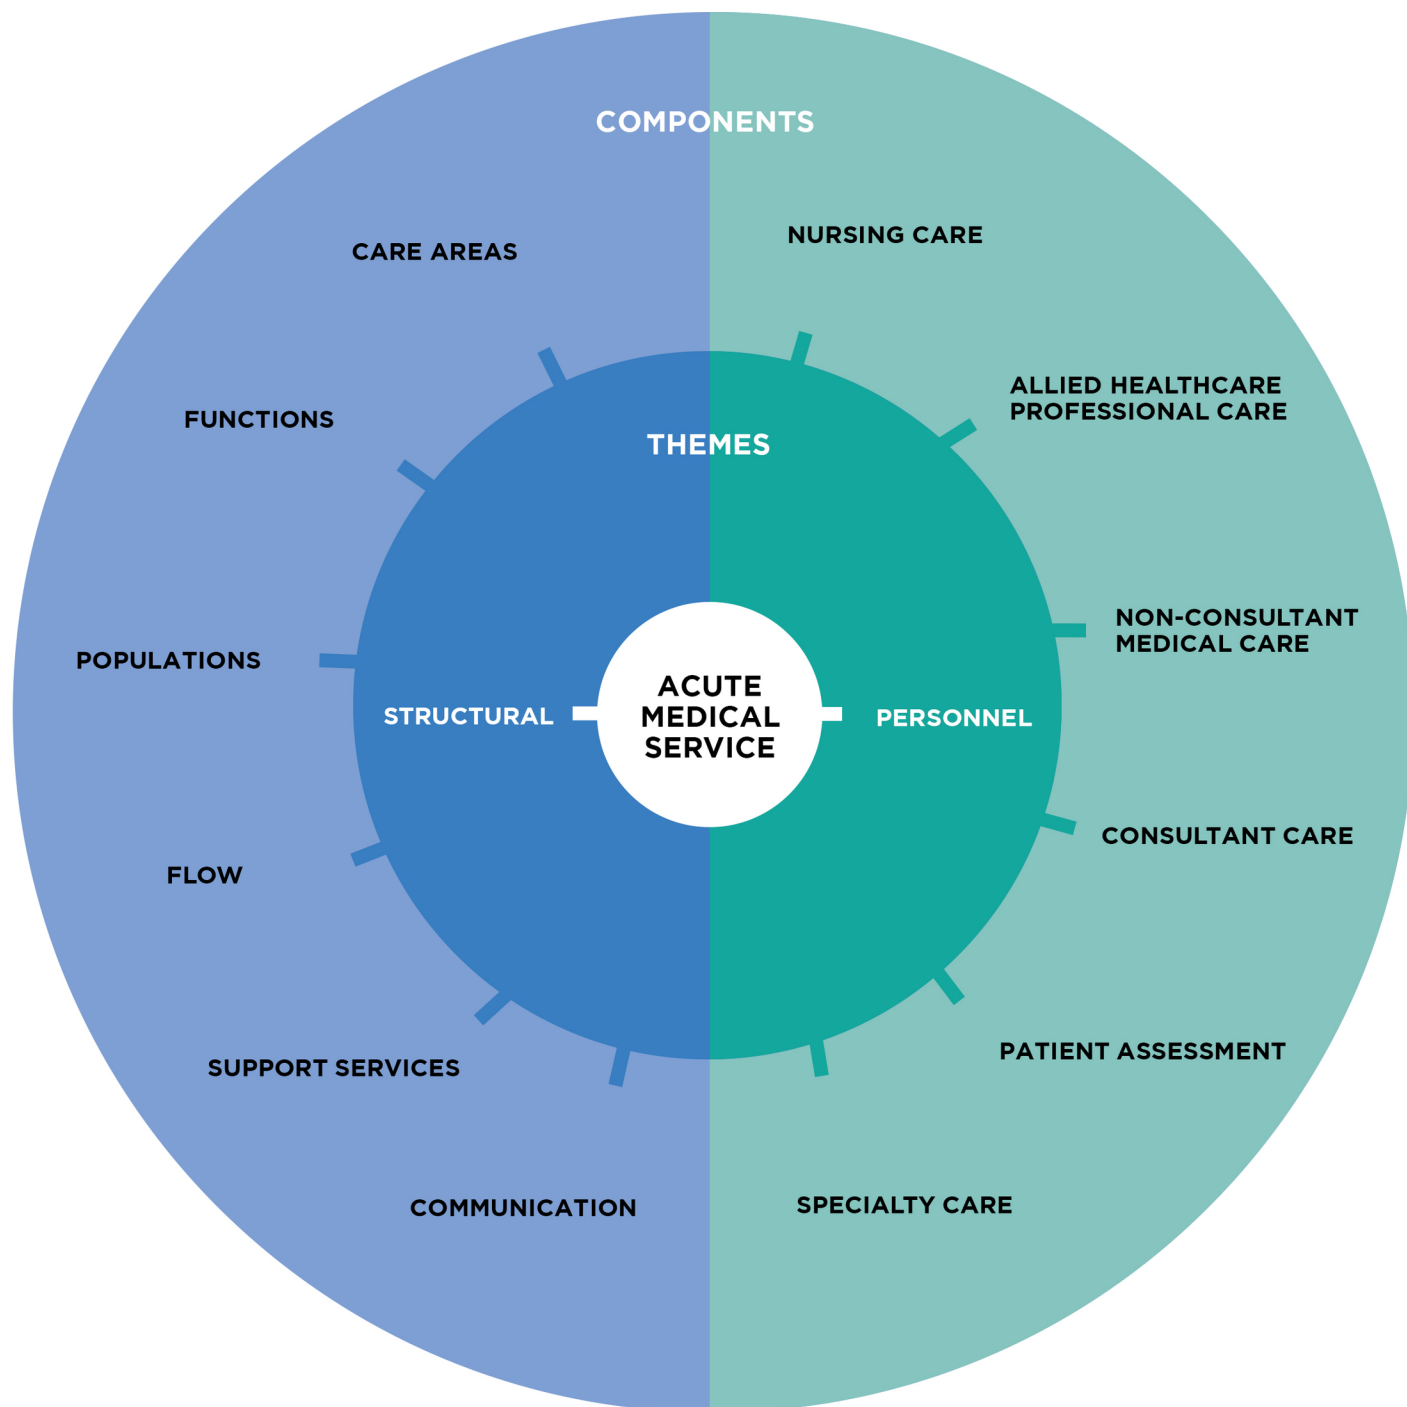 COMPONENTS
CARE AREAS
FUNCTIONS
POPULATIONS
FLOW
SUPPORT SERVICES
COMMUNICATION
NURSING CARE
ALLIED HEALTHCARE
PROFESSIONAL CARE
NON-CONSULTANT
MEDICAL CARE
CONSULTANT CARE
PATIENT ASSESSMENT
SPECIALTY CARE
THEMES
STRUCTURAL
PERSONNEL
ACUTE
MEDICAL
SERVICE